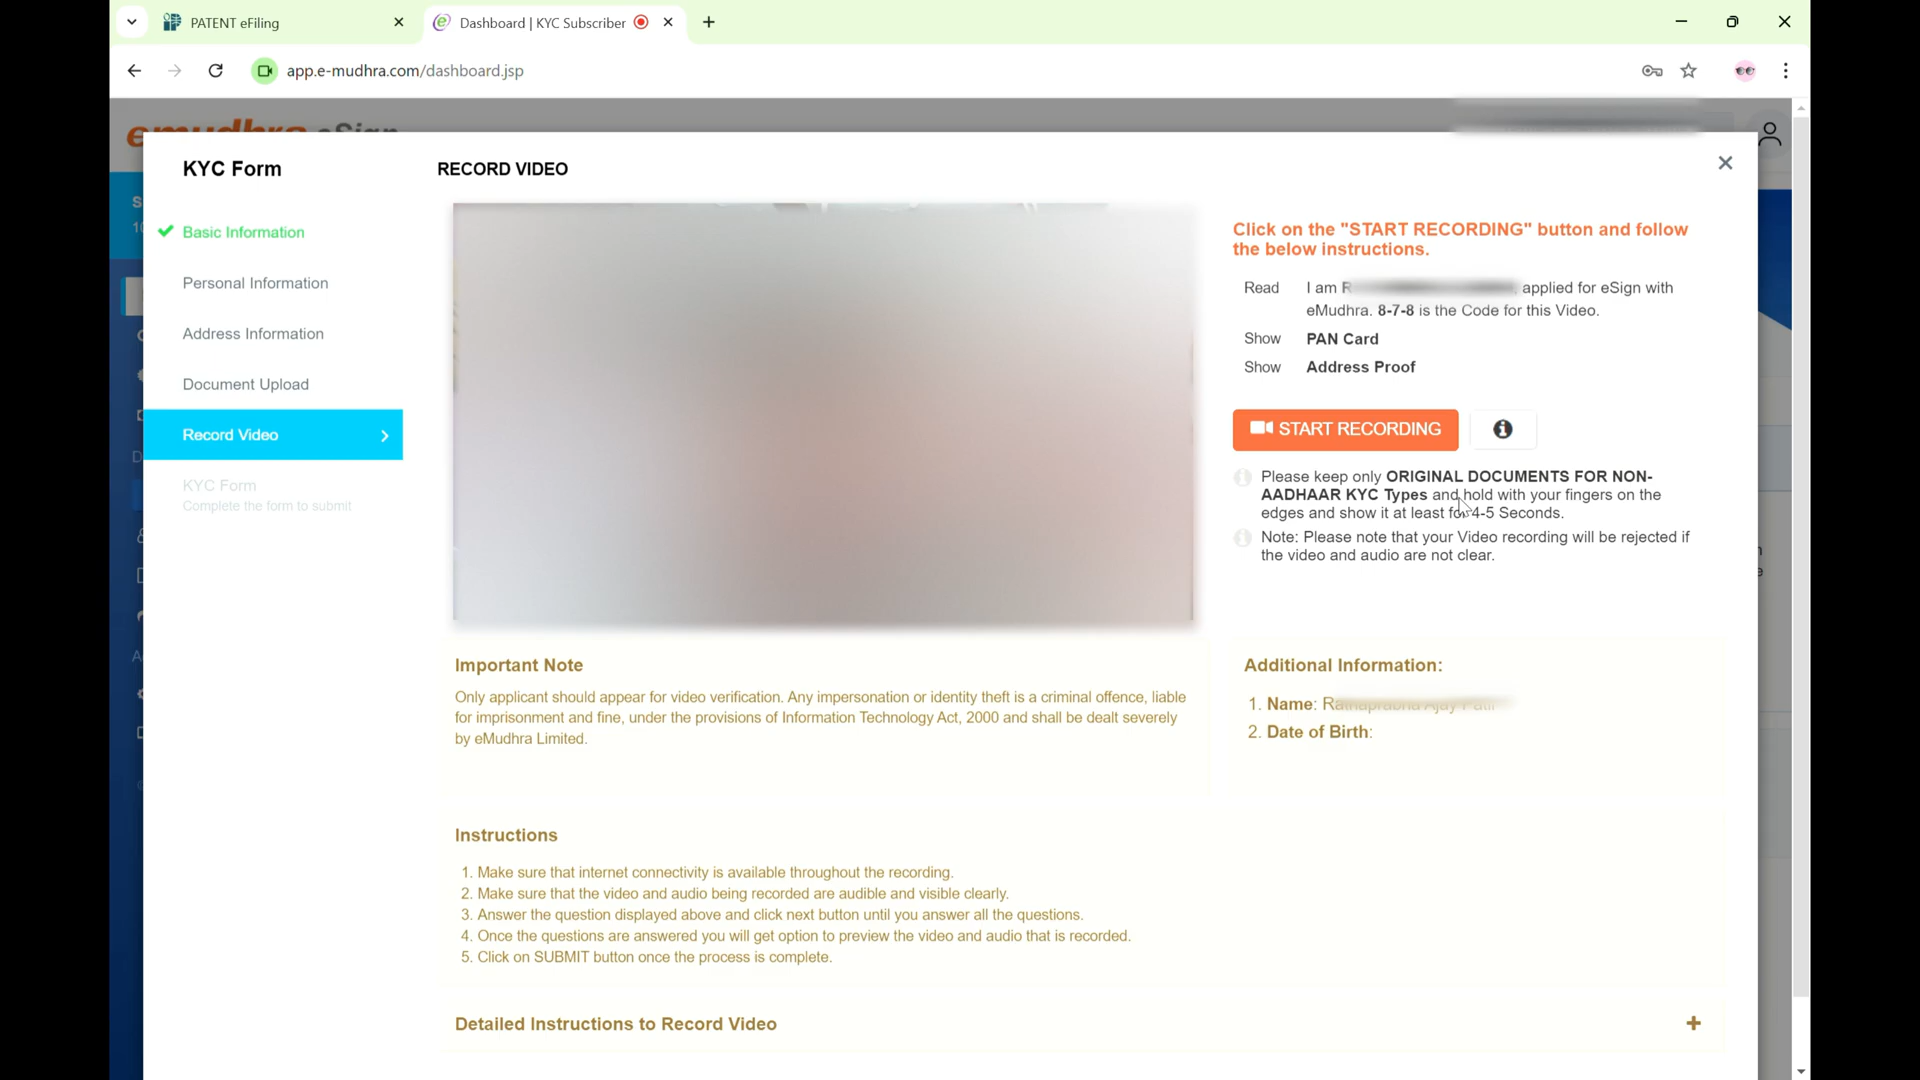 PATENT eFiling
Dashboard | KYC Subscriber
app.e-mudhra.com/dashboard.jsp
emudhra eSign
KYC Form
RECORD VIDEO
Basic Information
Personal Information
Address Information
Document Upload
Record Video
KYC Form
Complete the form to submit
Click on the "START RECORDING" button and follow
the below instructions.
Read I am R applied for eSign with
eMudhra. 8-7-8 is the Code for this Video.
Show PAN Card
Show Address Proof
START RECORDING
Please keep only ORIGINAL DOCUMENTS FOR NON-
AADHAAR KYC Types and hold with your fingers on the
edges and show it at least for 4-5 Seconds.
Note: Please note that your Video recording will be rejected if
the video and audio are not clear.
Important Note
Only applicant should appear for video verification. Any impersonation or identity theft is a criminal offence, liable
for imprisonment and fine, under the provisions of Information Technology Act, 2000 and shall be dealt severely
by eMudhra Limited.
Additional Information:
1. Name:
2. Date of Birth:
Instructions
1. Make sure that internet connectivity is available throughout the recording.
2. Make sure that the video and audio being recorded are audible and visible clearly.
3. Answer the question displayed above and click next button until you answer all the questions.
4. Once the questions are answered you will get option to preview the video and audio that is recorded.
5. Click on SUBMIT button once the process is complete.
Detailed Instructions to Record Video